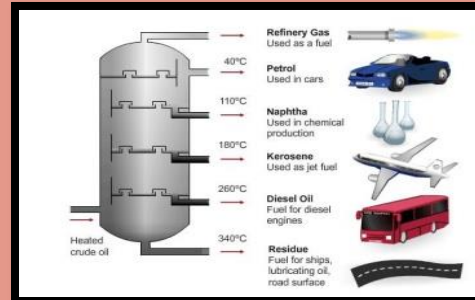 Refinery Gas
Used as a fuel
40°C
Petrol
Used in cars
110°C
Naphtha
Used in chemical
production
180°C
Kerosene
Used as jet fuel
260°C
Diesel Oil
Fuel for diesel
engines
Heated
crude oil
340°C
Residue
Fuel for ships,
lubricating oil,
road surface